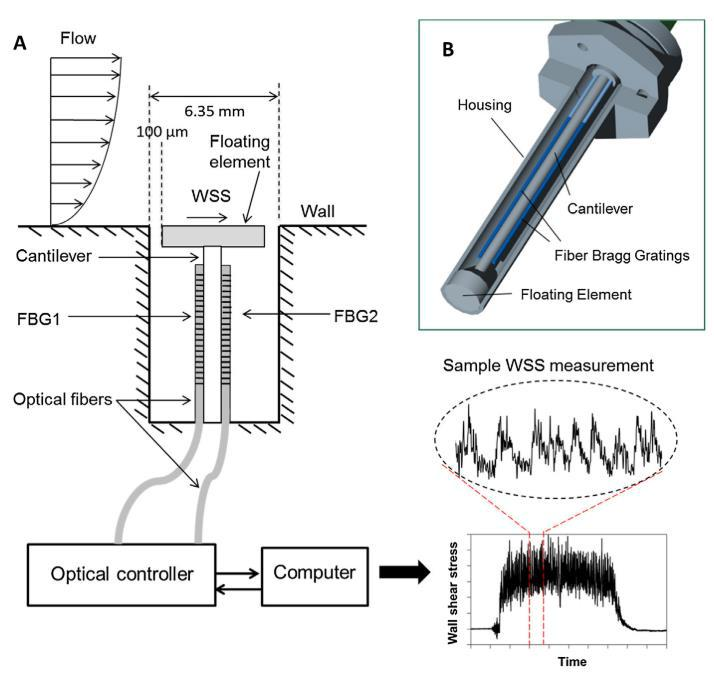 A
Flow
6.35 mm
100 µm
Floating
element
WSS
Wall
Cantilever
FBG1
FBG2
Optical fibers
Optical controller
Computer
B
Housing
Cantilever
Fiber Bragg Gratings
Floating Element
Sample WSS measurement
Wall shear stress
Time